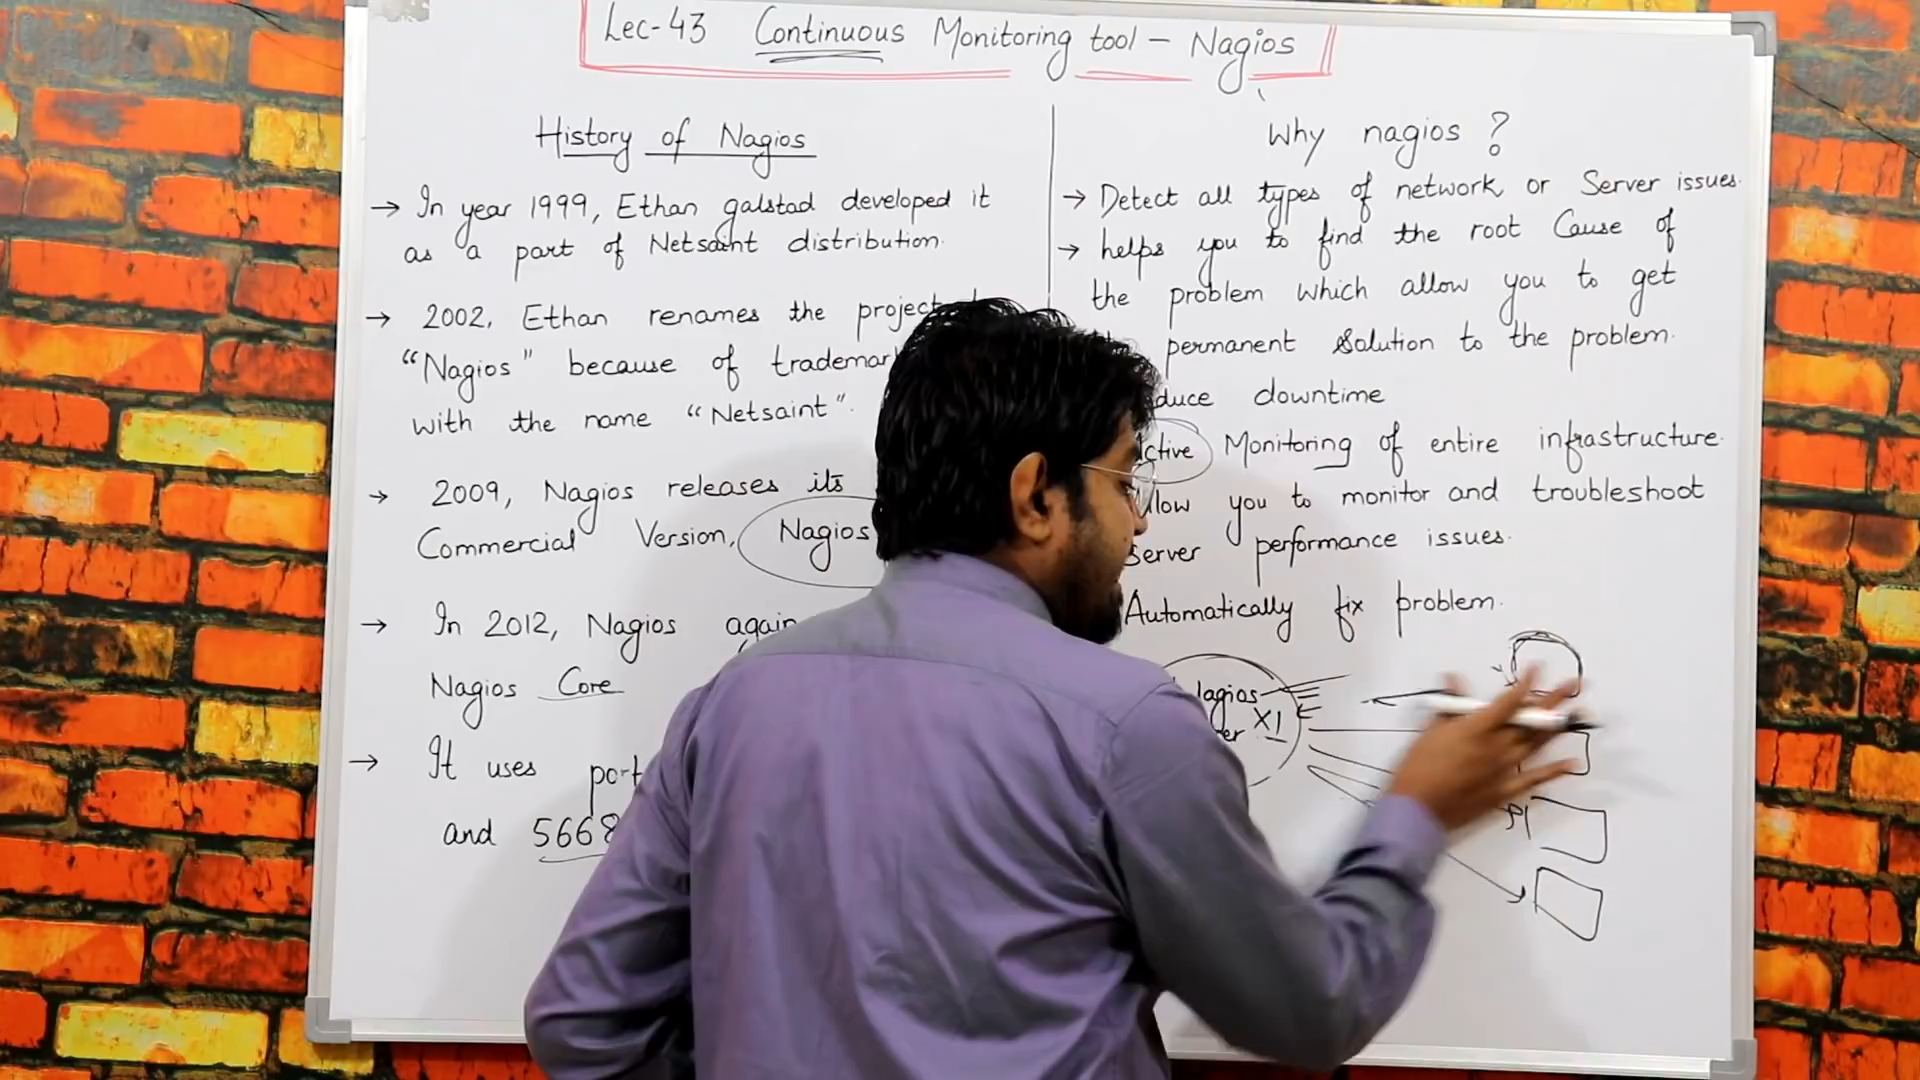 Lec-43 Continuous Monitoring tool - Nagios
History of Nagios
→ In year 1999, Ethan galstad developed it
as a part of Netsaint distribution.
→ 2002, Ethan renames the project
"Nagios" because of trademar
with the name "Netsaint".
→ 2009, Nagios releases its
Commercial Version, Nagios
→ In 2012, Nagios again
Nagios Core
→ It uses port
and 5668
Why nagios ?
→ Detect all types of network or Server issues.
→ helps you to find the root Cause of
the problem which allow you to get
permanent Solution to the problem.
duce downtime
active Monitoring of entire infrastructure.
allow you to monitor and troubleshoot
server performance issues.
Automatically fix problem.
Nagios
er XI